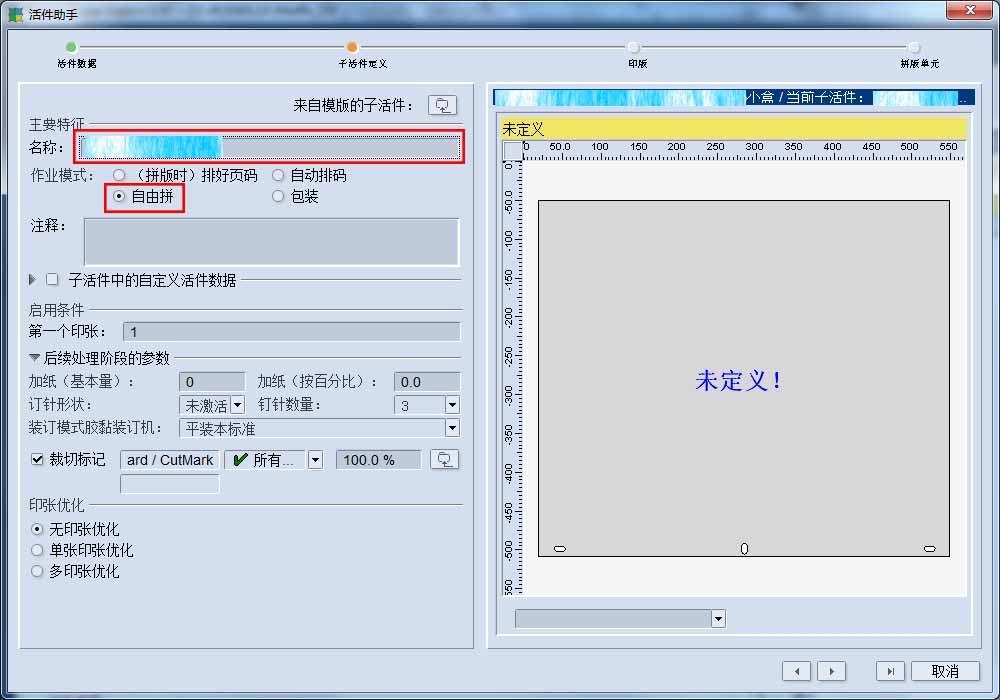 活件助手
活件数据
子活件定义
印版
拼版单元
来自模版的子活件：
主要特征
名称：
作业模式： （拼版时）排好页码 自动排码
自由拼 包装
注释：
子活件中的自定义活件数据
启用条件
第一个印张： 1
后续处理阶段的参数
加纸（基本量）： 0 加纸（按百分比）： 0.0
订针形状： 未激活 钉针数量： 3
装订模式胶黏装订机： 平装本标准
裁切标记 ard / CutMark 所有... 100.0 %
印张优化
无印张优化
单张印张优化
多印张优化
小盒 / 当前子活件： ..
未定义
0 50.0 100 150 200 250 300 350 400 450 500 550
0
-50.0
-100
-150
-200
-250
-300
-350
-400
-450
-500
未定义！
取消